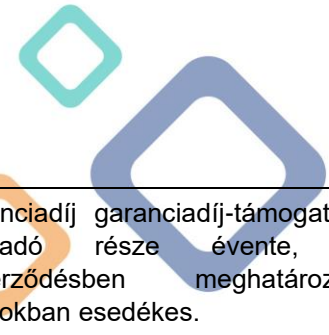 nciadíj garanciadíj-támogat
adó része évente,
rződésben meghatároz
okban esedékes.